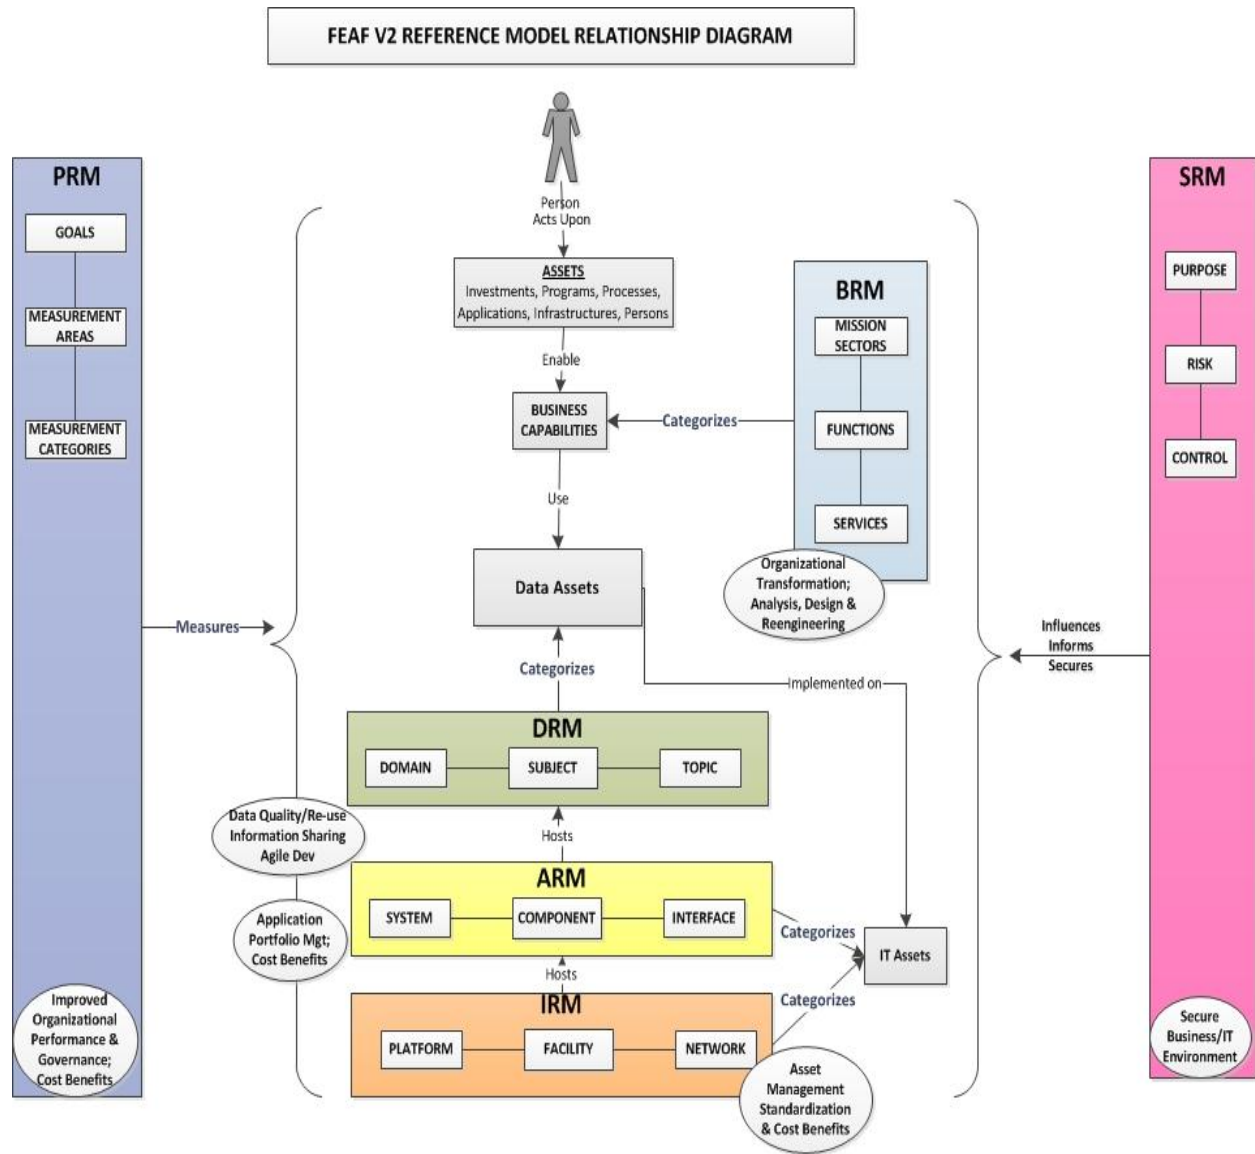 FEAF V2 REFERENCE MODEL RELATIONSHIP DIAGRAM
PRM
GOALS
MEASUREMENT
AREAS
MEASUREMENT
CATEGORIES
Improved
Organizational
Performance &
Governance;
Cost Benefits
Measures
Person
Acts Upon
ASSETS
Investments, Programs, Processes,
Applications, Infrastructures, Persons
Enable
BUSINESS
CAPABILITIES
Categorizes
Use
Data Assets
Categorizes
Implemented on
BRM
MISSION
SECTORS
FUNCTIONS
SERVICES
Organizational
Transformation;
Analysis, Design &
Reengineering
DRM
DOMAIN
SUBJECT
TOPIC
Data Quality/Re-use
Information Sharing
Agile Dev
Hosts
ARM
SYSTEM
COMPONENT
INTERFACE
Application
Portfolio Mgt;
Cost Benefits
Categorizes
IT Assets
Hosts
Categorizes
IRM
PLATFORM
FACILITY
NETWORK
Asset
Management
Standardization
& Cost Benefits
Influences
Informs
Secures
SRM
PURPOSE
RISK
CONTROL
Secure
Business/IT
Environment